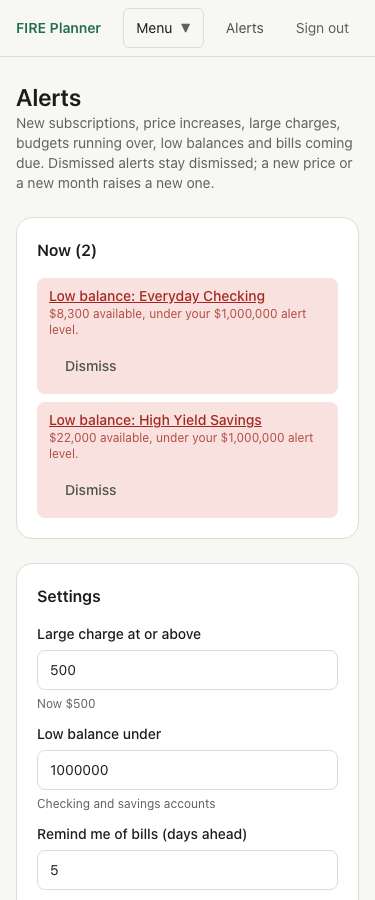 FIRE Planner
Menu ▼
Alerts
Sign out
Alerts
New subscriptions, price increases, large charges,
budgets running over, low balances and bills coming
due. Dismissed alerts stay dismissed; a new price or
a new month raises a new one.
Now (2)
Low balance: Everyday Checking
$8,300 available, under your $1,000,000 alert
level.
Dismiss
Low balance: High Yield Savings
$22,000 available, under your $1,000,000 alert
level.
Dismiss
Settings
Large charge at or above
500
Now $500
Low balance under
1000000
Checking and savings accounts
Remind me of bills (days ahead)
5